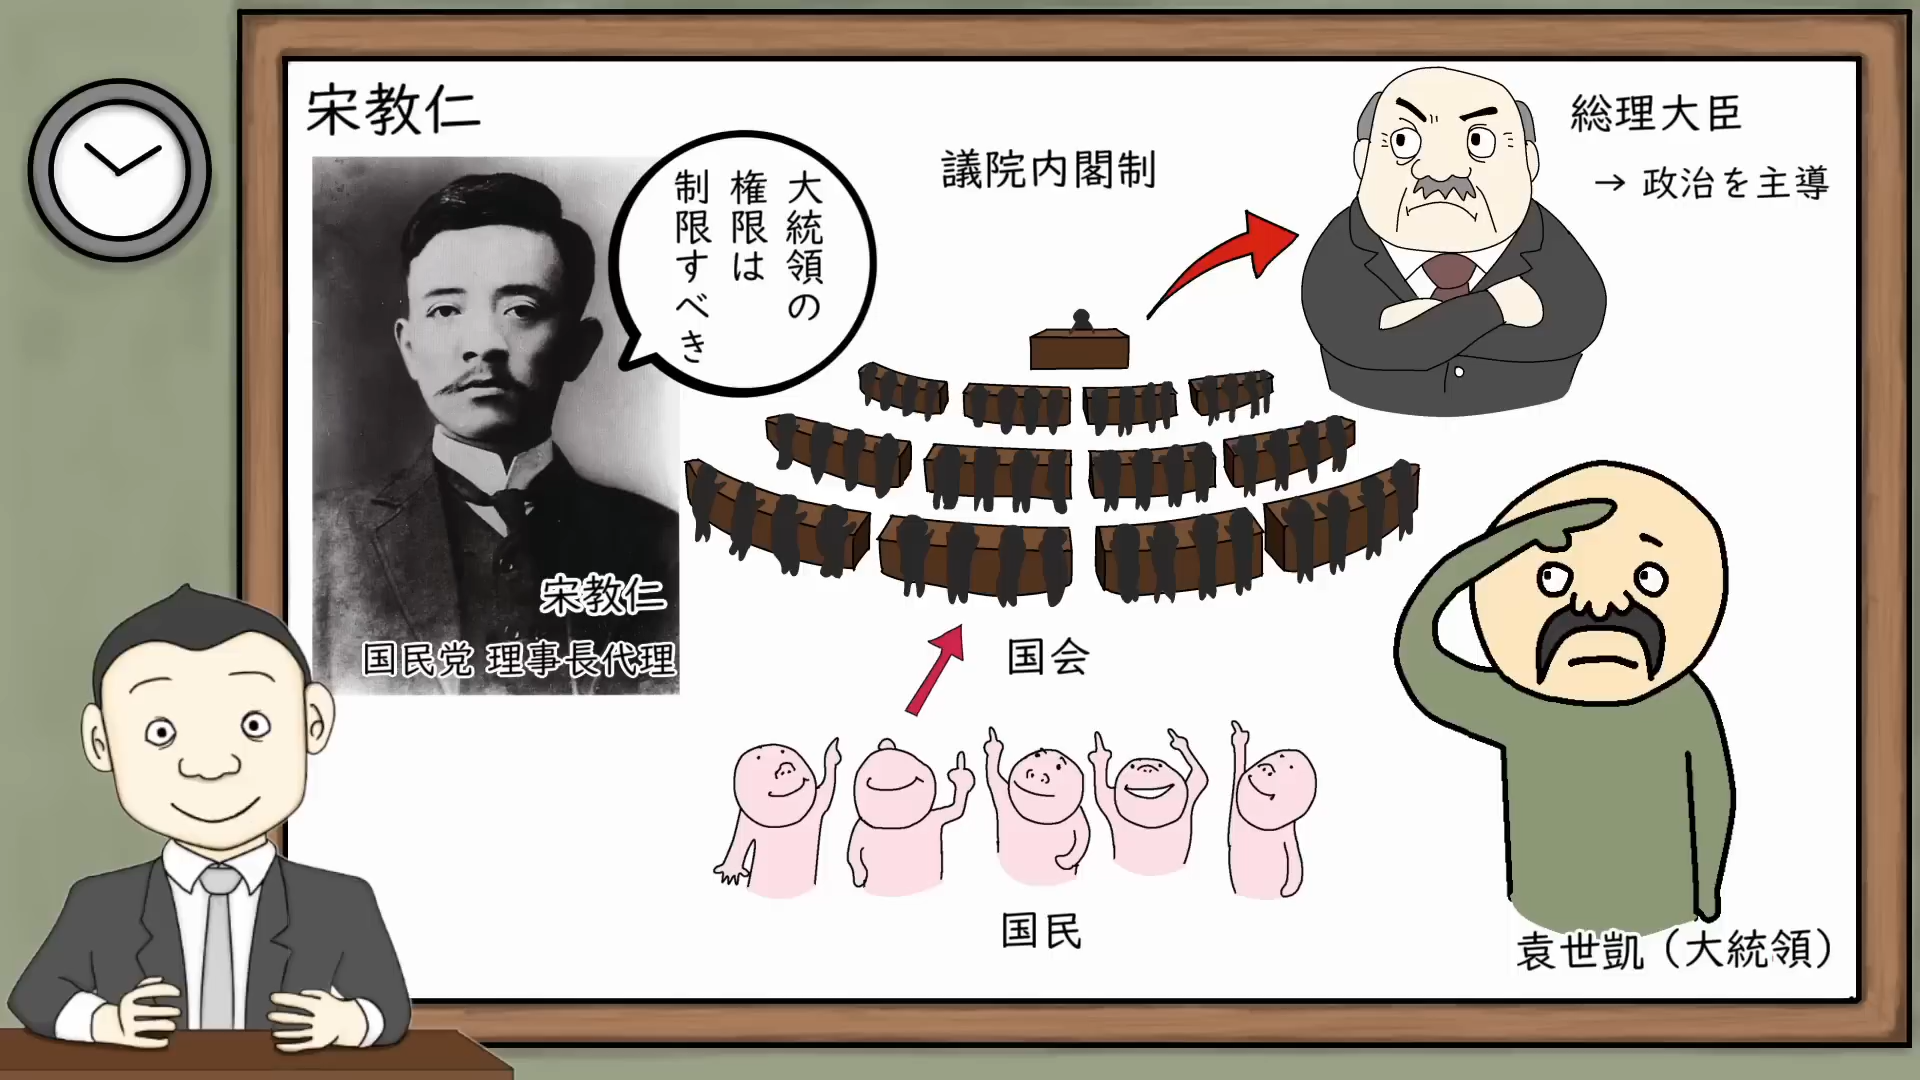 宋教仁
大統領の
権限は
制限すべき
宋教仁
国民党 理事長代理
議院内閣制
総理大臣
→ 政治を主導
国会
国民
袁世凱（大統領）